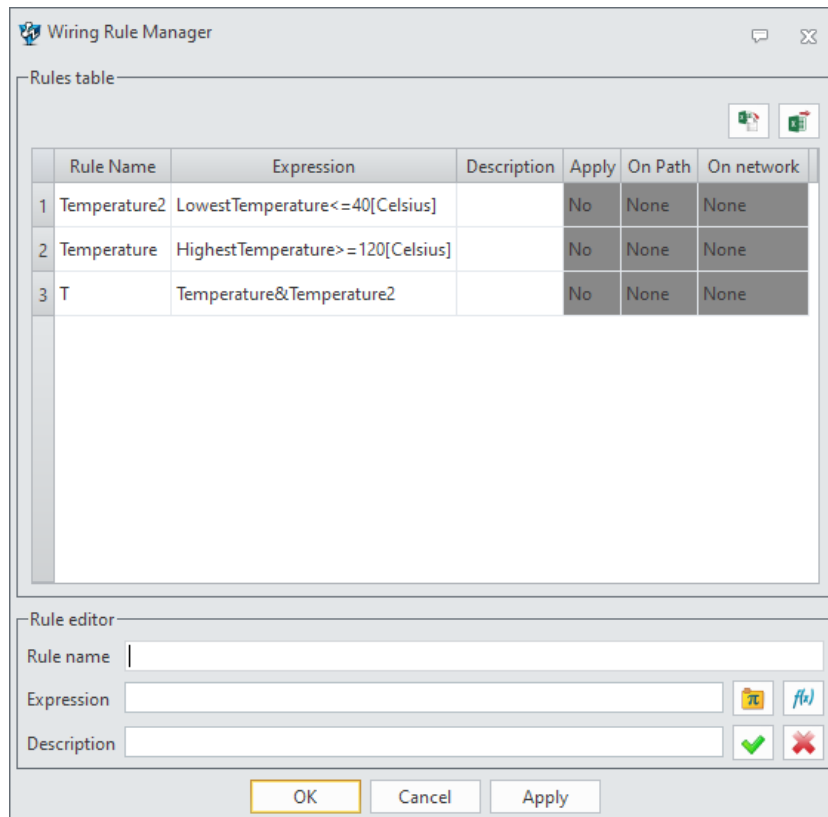 Wiring Rule Manager
Rules table
Rule Name Expression Description Apply On Path On network
1 Temperature2 LowestTemperature<=40[Celsius] No None None
2 Temperature HighestTemperature>=120[Celsius] No None None
3 T Temperature&Temperature2 No None None
Rule editor
Rule name
Expression π f(x)
Description
OK Cancel Apply